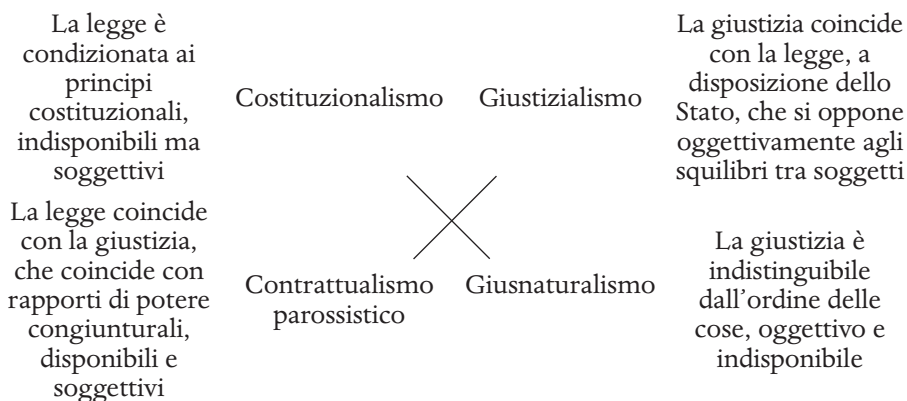 La legge è
condizionata ai
principi
costituzionali,
indisponibili ma
soggettivi
Costituzionalismo
Giustizialismo
La giustizia coincide
con la legge, a
disposizione dello
Stato, che si oppone
oggettivamente agli
squilibri tra soggetti
La legge coincide
con la giustizia,
che coincide con
rapporti di potere
congiunturali,
disponibili e
soggettivi
Contrattualismo
parossistico
Giusnaturalismo
La giustizia è
indistinguibile
dall’ordine delle
cose, oggettivo e
indisponibile